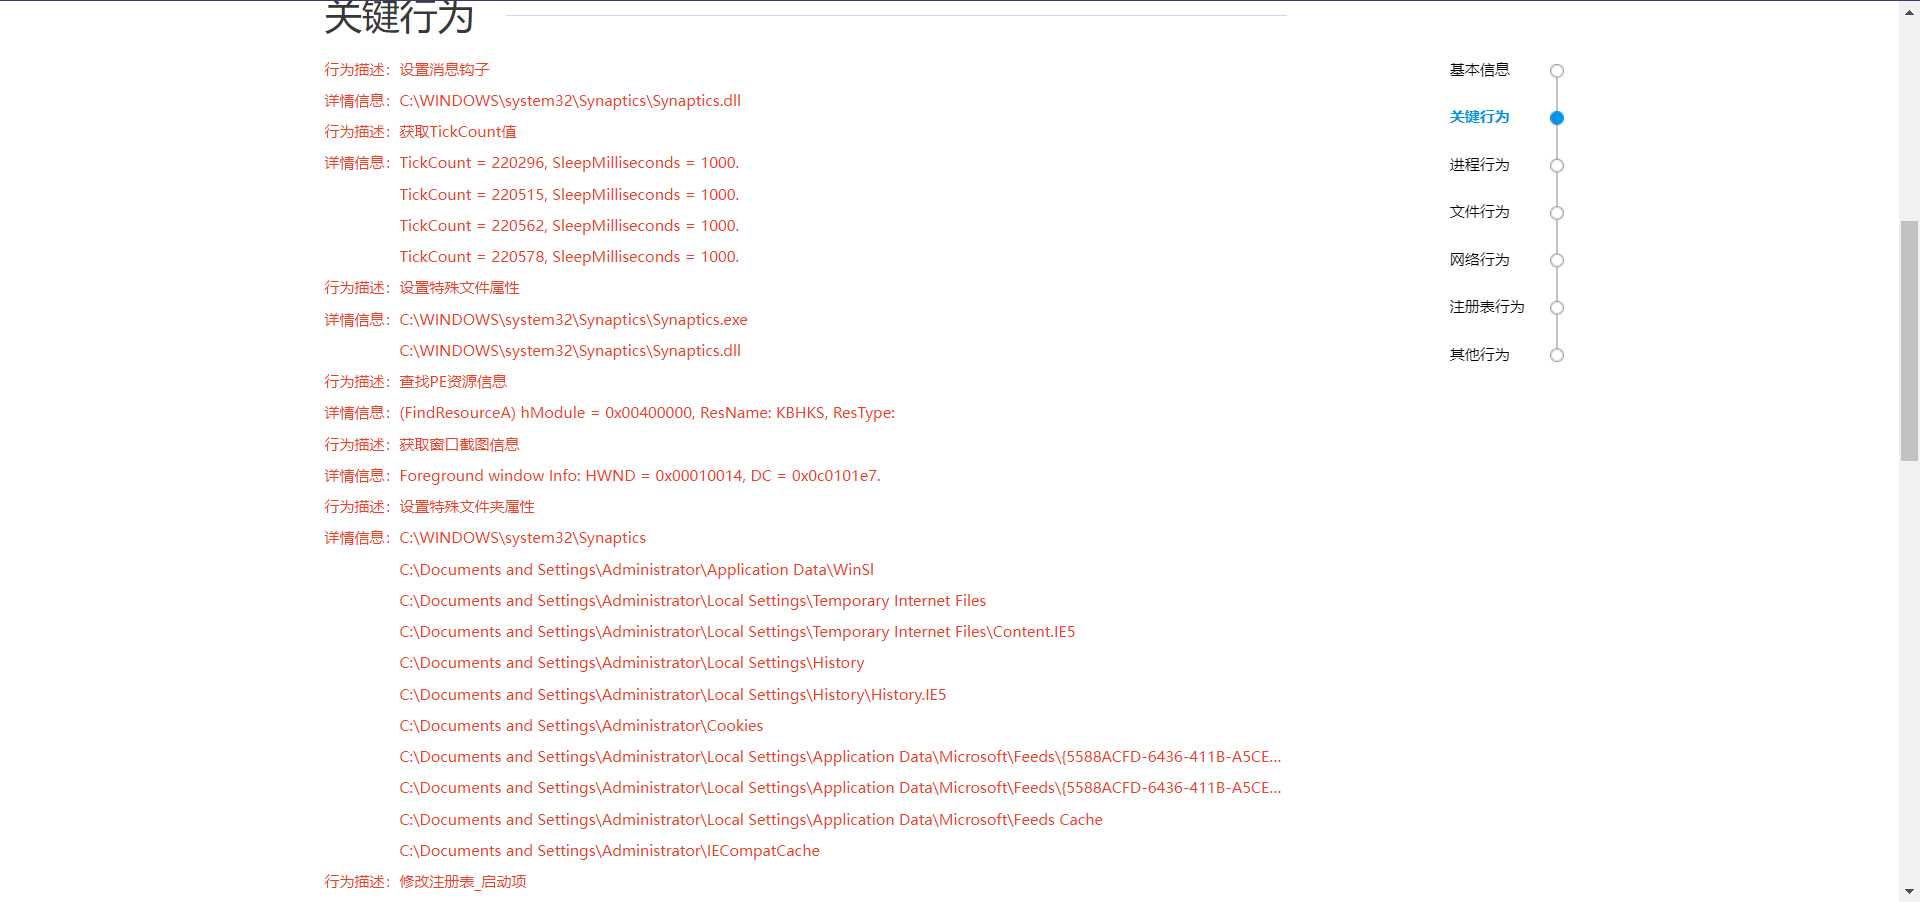 关键行为
行为描述：设置消息钩子
详情信息：C:\WINDOWS\system32\Synaptics\Synaptics.dll
行为描述：获取TickCount值
详情信息：TickCount = 220296, SleepMilliseconds = 1000.
TickCount = 220515, SleepMilliseconds = 1000.
TickCount = 220562, SleepMilliseconds = 1000.
TickCount = 220578, SleepMilliseconds = 1000.
行为描述：设置特殊文件属性
详情信息：C:\WINDOWS\system32\Synaptics\Synaptics.exe
C:\WINDOWS\system32\Synaptics\Synaptics.dll
行为描述：查找PE资源信息
详情信息：(FindResourceA) hModule = 0x00400000, ResName: KBHKS, ResType:
行为描述：获取窗口截图信息
详情信息：Foreground window Info: HWND = 0x00010014, DC = 0x0c0101e7.
行为描述：设置特殊文件夹属性
详情信息：C:\WINDOWS\system32\Synaptics
C:\Documents and Settings\Administrator\Application Data\WinSl
C:\Documents and Settings\Administrator\Local Settings\Temporary Internet Files
C:\Documents and Settings\Administrator\Local Settings\Temporary Internet Files\Content.IE5
C:\Documents and Settings\Administrator\Local Settings\History
C:\Documents and Settings\Administrator\Local Settings\History\History.IE5
C:\Documents and Settings\Administrator\Cookies
C:\Documents and Settings\Administrator\Local Settings\Application Data\Microsoft\Feeds\{5588ACFD-6436-411B-A5CE...
C:\Documents and Settings\Administrator\Local Settings\Application Data\Microsoft\Feeds\{5588ACFD-6436-411B-A5CE...
C:\Documents and Settings\Administrator\Local Settings\Application Data\Microsoft\Feeds Cache
C:\Documents and Settings\Administrator\IECompatCache
行为描述：修改注册表_启动项
基本信息
关键行为
进程行为
文件行为
网络行为
注册表行为
其他行为